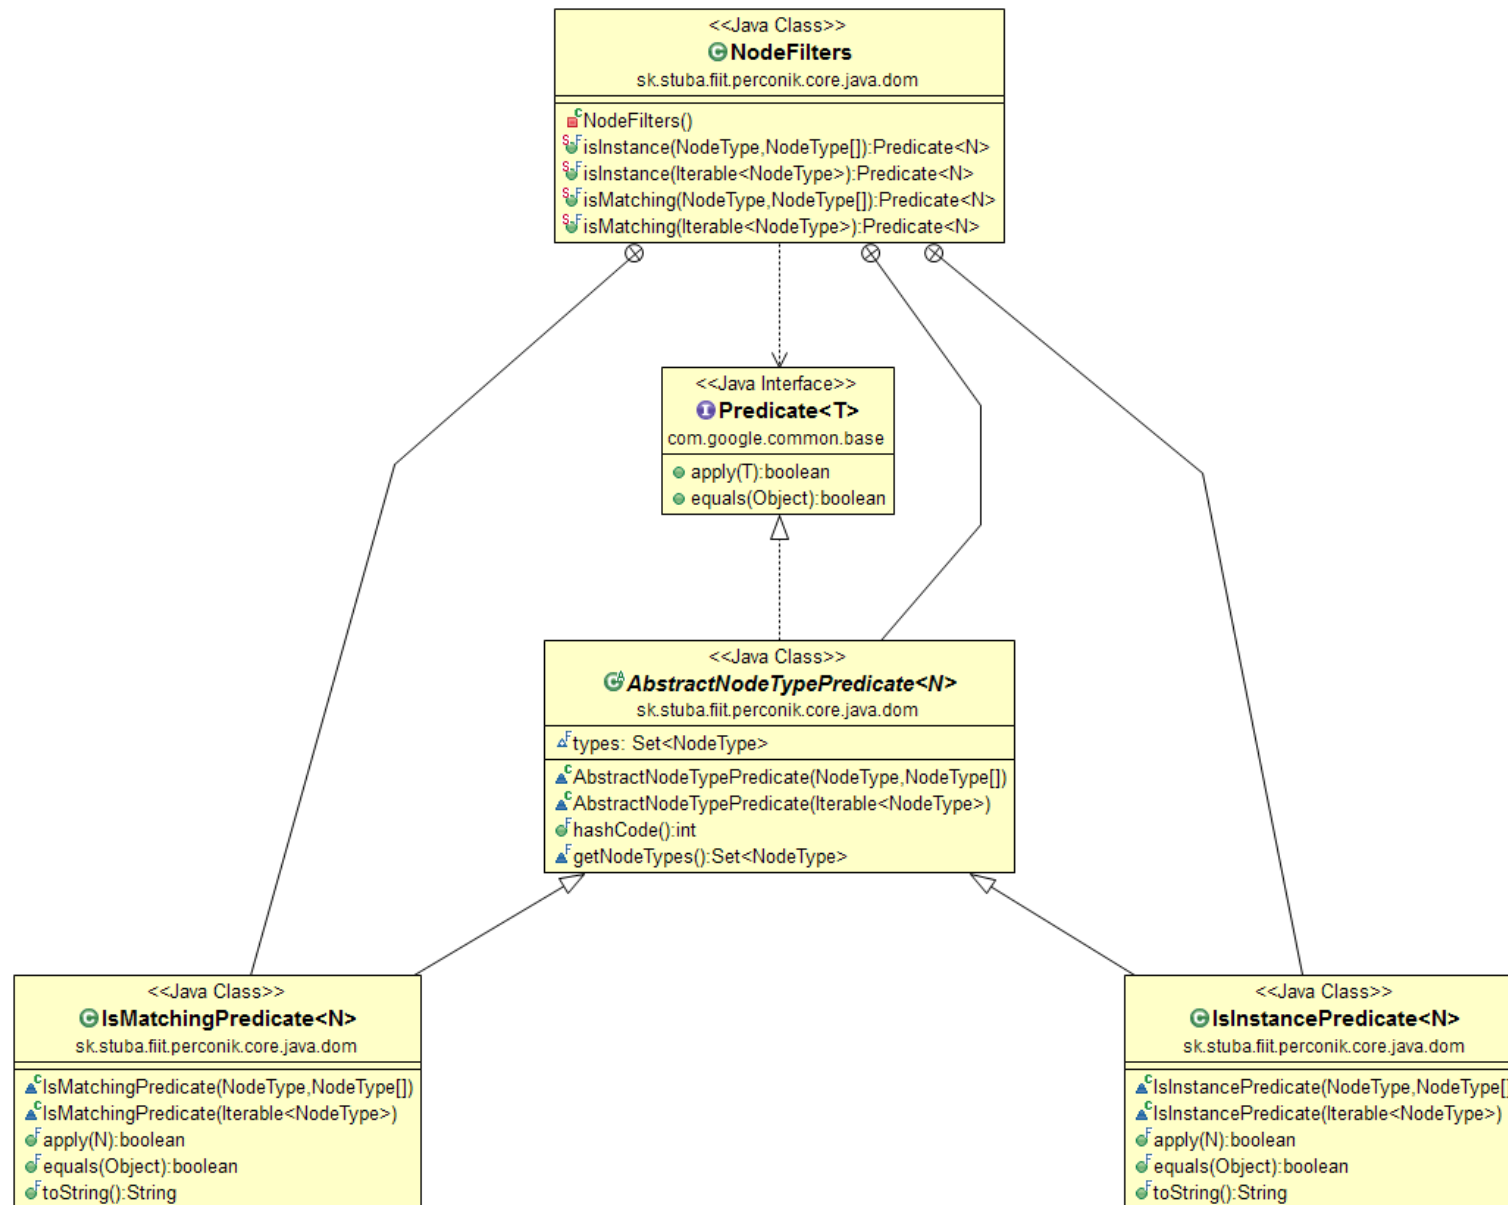 <<Java Class>>
NodeFilters
sk.stuba.fiit.perconik.core.java.dom
NodeFilters()
isInstance(NodeType,NodeType[]):Predicate<N>
isInstance(Iterable<NodeType>):Predicate<N>
isMatching(NodeType,NodeType[]):Predicate<N>
isMatching(Iterable<NodeType>):Predicate<N>
<<Java Interface>>
Predicate<T>
com.google.common.base
apply(T):boolean
equals(Object):boolean
<<Java Class>>
AbstractNodeTypePredicate<N>
sk.stuba.fiit.perconik.core.java.dom
types: Set<NodeType>
AbstractNodeTypePredicate(NodeType,NodeType[])
AbstractNodeTypePredicate(Iterable<NodeType>)
hashCode():int
getNodeTypes():Set<NodeType>
<<Java Class>>
IsMatchingPredicate<N>
sk.stuba.fiit.perconik.core.java.dom
IsMatchingPredicate(NodeType,NodeType[])
IsMatchingPredicate(Iterable<NodeType>)
apply(N):boolean
equals(Object):boolean
toString():String
<<Java Class>>
IsInstancePredicate<N>
sk.stuba.fiit.perconik.core.java.dom
IsInstancePredicate(NodeType,NodeType[]
IsInstancePredicate(Iterable<NodeType>)
apply(N):boolean
equals(Object):boolean
toString():String